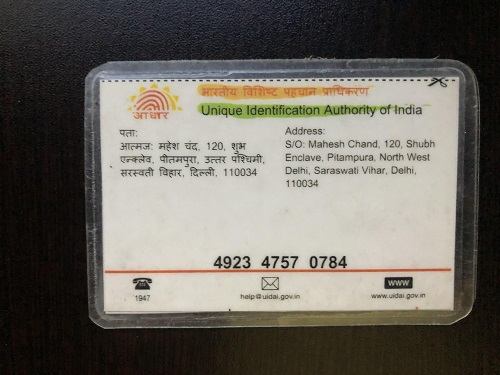 भारतीय विशिष्ट पहचान प्राधिकरण
Unique Identification Authority of India
आधार
पता:
आत्मज: महेश चंद, 120, शुभ
एन्क्लेव, पीतमपुरा, उत्तर पश्चिमी,
सरस्वती विहार, दिल्ली, 110034
Address:
S/O: Mahesh Chand, 120, Shubh
Enclave, Pitampura, North West
Delhi, Saraswati Vihar, Delhi,
110034
4923 4757 0784
1947
help@uidai.gov.in
www
www.uidai.gov.in